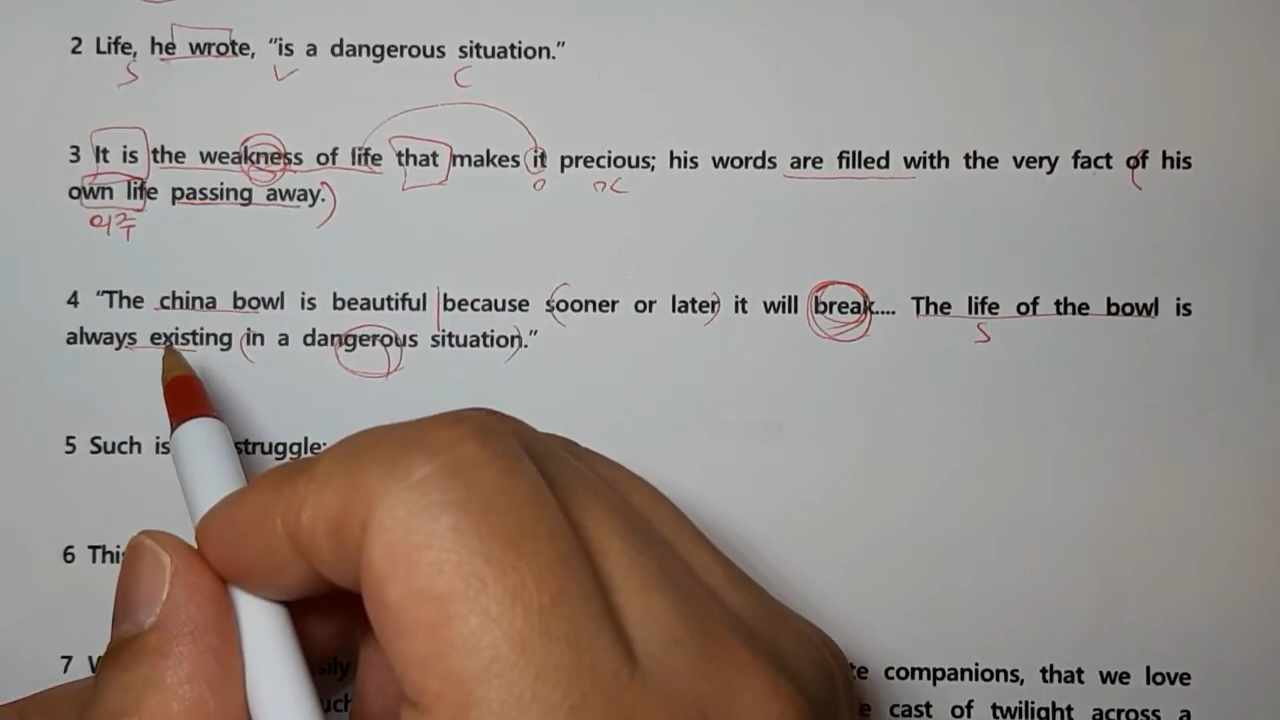 2 Life, he wrote, “is a dangerous situation.”
S V C
3 It is the weakness of life that makes it precious; his words are filled with the very fact of his
O OC
own life passing away.
의주
4 “The china bowl is beautiful because sooner or later it will break.... The life of the bowl is
S
always existing in a dangerous situation.”
5 Such is struggle:
6
7
companions, that we love
cast of twilight across a